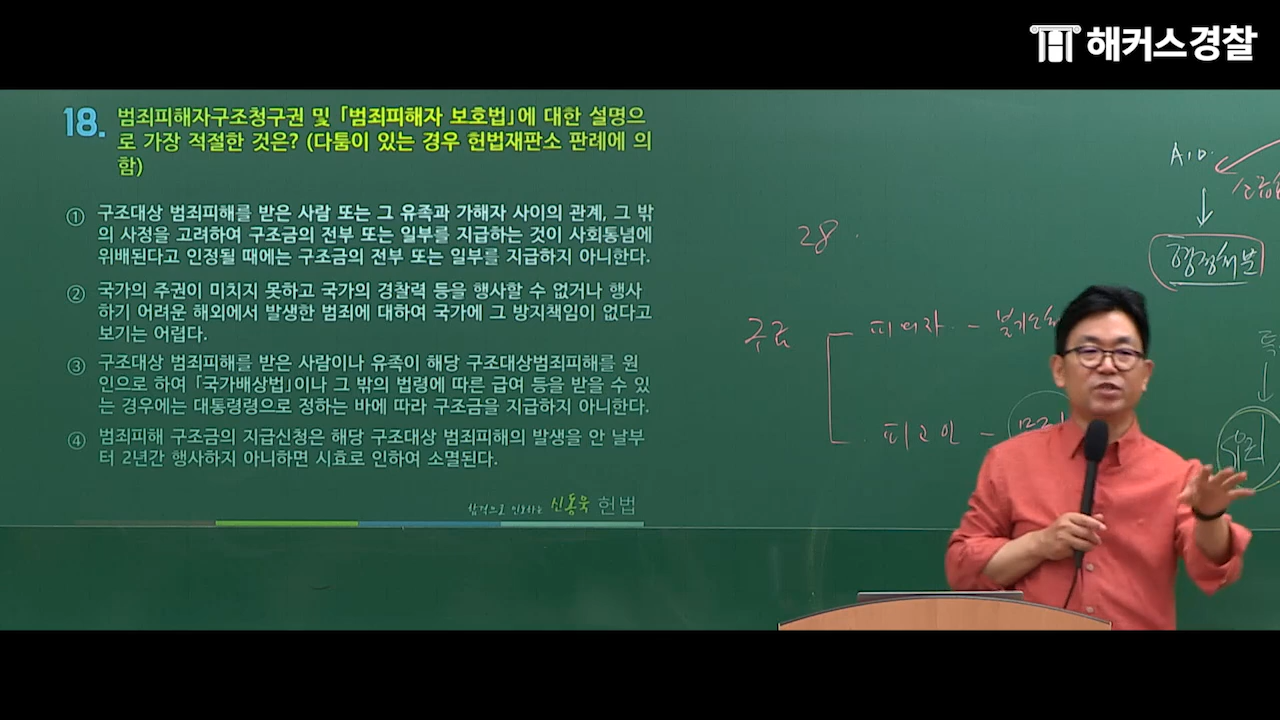 해커스경찰
18. 범죄피해자구조청구권 및 「범죄피해자 보호법」에 대한 설명으
로 가장 적절한 것은? (다툼이 있는 경우 헌법재판소 판례에 의
함)
① 구조대상 범죄피해를 받은 사람 또는 그 유족과 가해자 사이의 관계, 그 밖
의 사정을 고려하여 구조금의 전부 또는 일부를 지급하는 것이 사회통념에
위배된다고 인정될 때에는 구조금의 전부 또는 일부를 지급하지 아니한다.
② 국가의 주권이 미치지 못하고 국가의 경찰력 등을 행사할 수 없거나 행사
하기 어려운 해외에서 발생한 범죄에 대하여 국가에 그 방지책임이 없다고
보기는 어렵다.
③ 구조대상 범죄피해를 받은 사람이나 유족이 해당 구조대상범죄피해를 원
인으로 하여 「국가배상법」이나 그 밖의 법령에 따른 급여 등을 받을 수 있
는 경우에는 대통령령으로 정하는 바에 따라 구조금을 지급하지 아니한다.
④ 범죄피해 구조금의 지급신청은 해당 구조대상 범죄피해의 발생을 안 날부
터 2년간 행사하지 아니하면 시효로 인하여 소멸된다.
합격으로 인도하는 신동욱 헌법
28.
행정처분
피의자 -
피고인 -